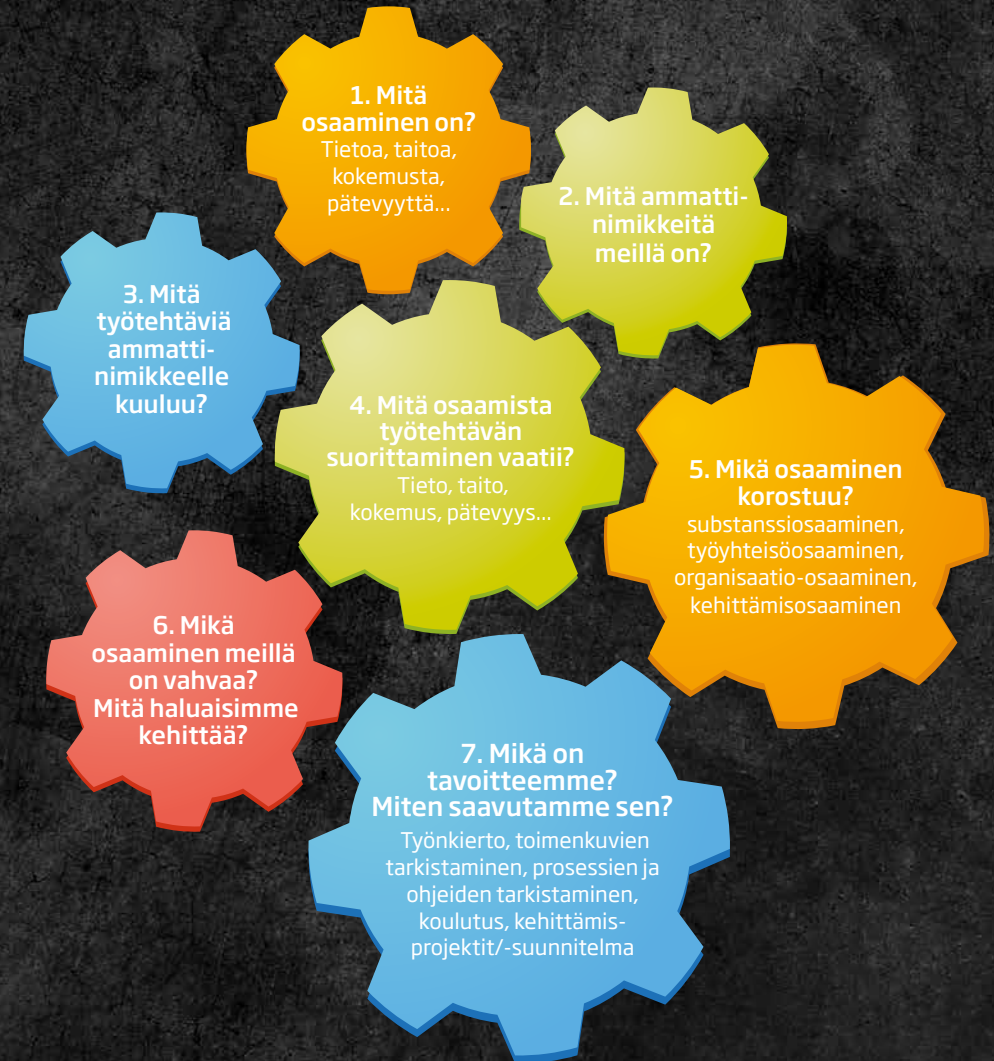 1. Mitä
osaaminen on?
Tietoa, taitoa,
kokemusta,
pätevyyttä...
2. Mitä ammatti-
nimikkeitä
meillä on?
3. Mitä
työtehtäviä
ammatti-
nimikkeelle
kuuluu?
4. Mitä osaamista
työtehtävän
suorittaminen vaatii?
Tieto, taito,
kokemus, pätevyys...
5. Mikä osaaminen
korostuu?
substanssiosaaminen,
työyhteisöosaaminen,
organisaatio-osaaminen,
kehittämisosaaminen
6. Mikä
osaaminen meillä
on vahvaa?
Mitä haluaisimme
kehittää?
7. Mikä on
tavoitteemme?
Miten saavutamme sen?
Työnkierto, toimenkuvien
tarkistaminen, prosessien ja
ohjeiden tarkistaminen,
koulutus, kehittämis-
projektit/-suunnitelma